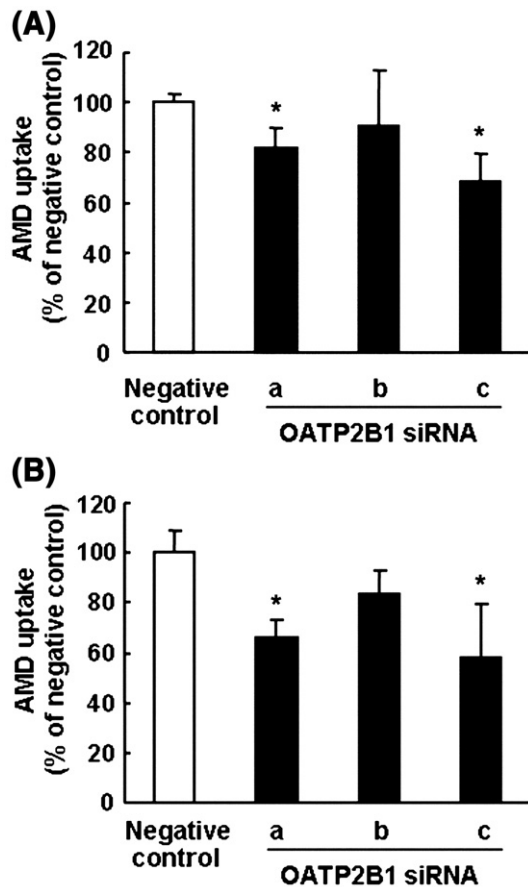 (A)
AMD uptake
(% of negative control)
120
100
80
60
40
20
0
* *
Negative
control
a b c
OATP2B1 siRNA
(B)
AMD uptake
(% of negative control)
120
100
80
60
40
20
0
* *
Negative
control
a b c
OATP2B1 siRNA